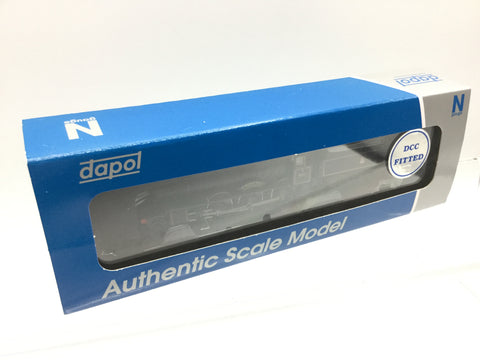 dapol
N
gauge
N
gauge
dapol
DCC
FITTED
Authentic Scale Model